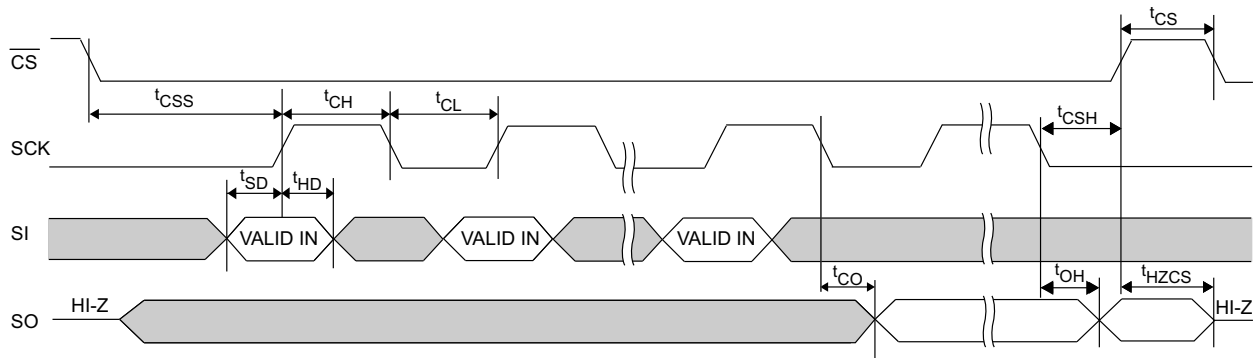 tCS
CS
tCSS
tCH
tCL
tCSH
SCK
tSD
tHD
SI
VALID IN
VALID IN
VALID IN
tCO
tOH
tHZCS
HI-Z
HI-Z
SO